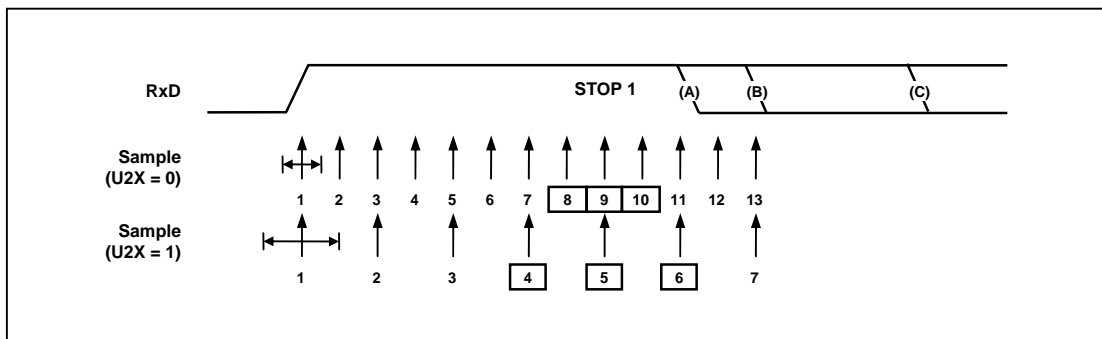 RxD STOP 1 (A) (B) (C)
Sample
(U2X = 0)
1 2 3 4 5 6 7 8 9 10 11 12 13
Sample
(U2X = 1)
1 2 3 4 5 6 7